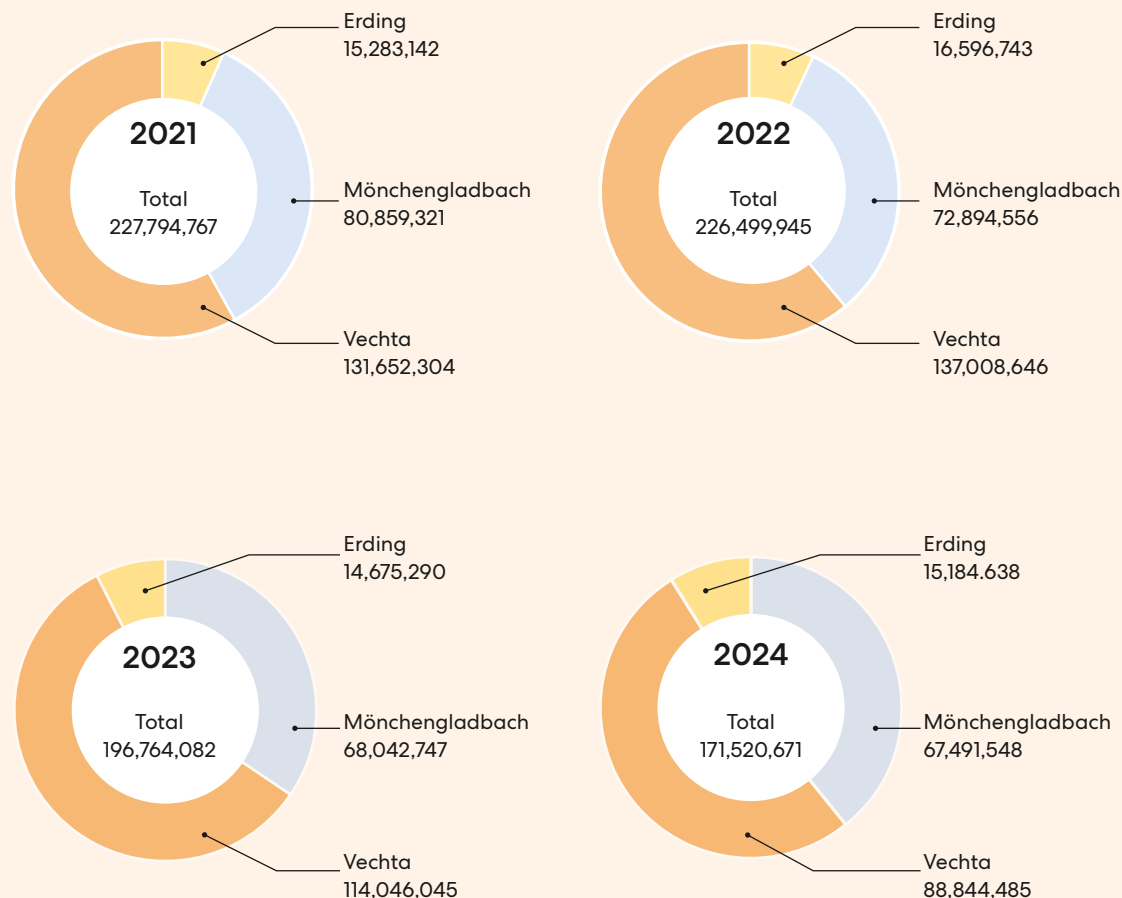 Erding
15,283,142
2021
Total
227,794,767
Mönchengladbach
80,859,321
Vechta
131,652,304
Erding
16,596,743
2022
Total
226,499,945
Mönchengladbach
72,894,556
Vechta
137,008,646
Erding
14,675,290
2023
Total
196,764,082
Mönchengladbach
68,042,747
Vechta
114,046,045
Erding
15,184.638
2024
Total
171,520,671
Mönchengladbach
67,491,548
Vechta
88,844,485